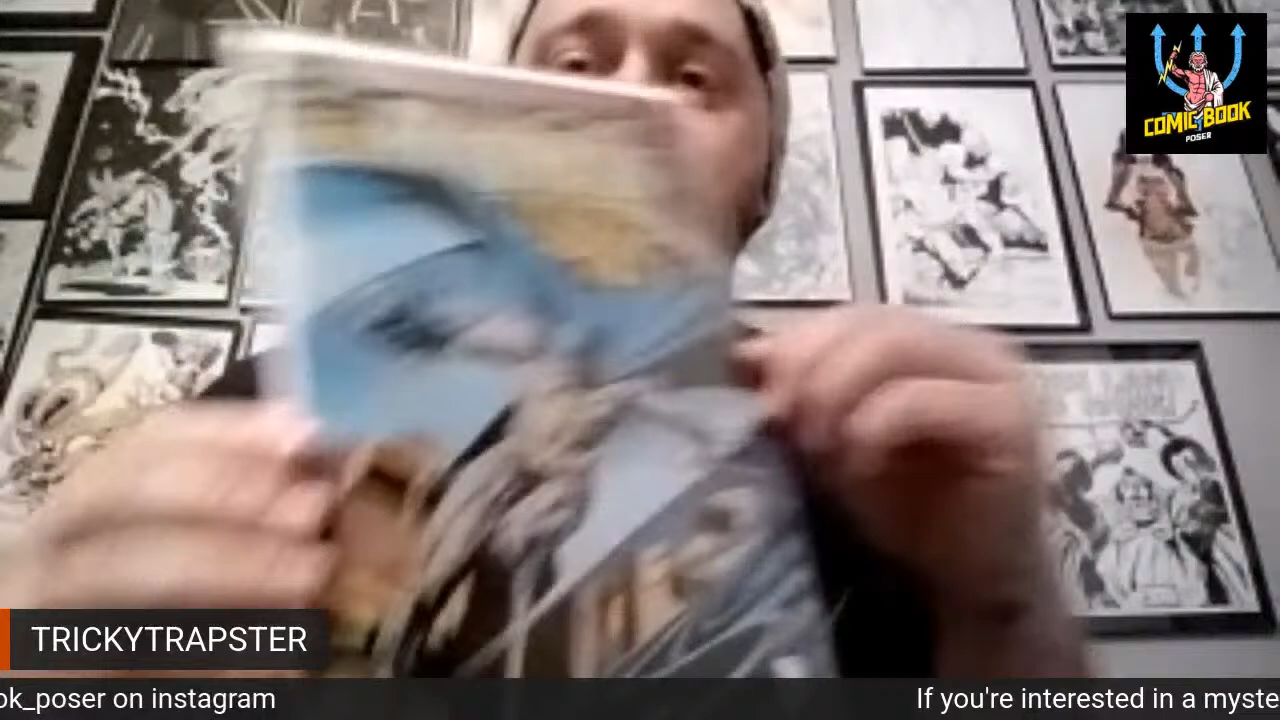 COMIC BOOK
POSER
TRICKYTRAPSTER
ok_poser on instagram
If you're interested in a myste